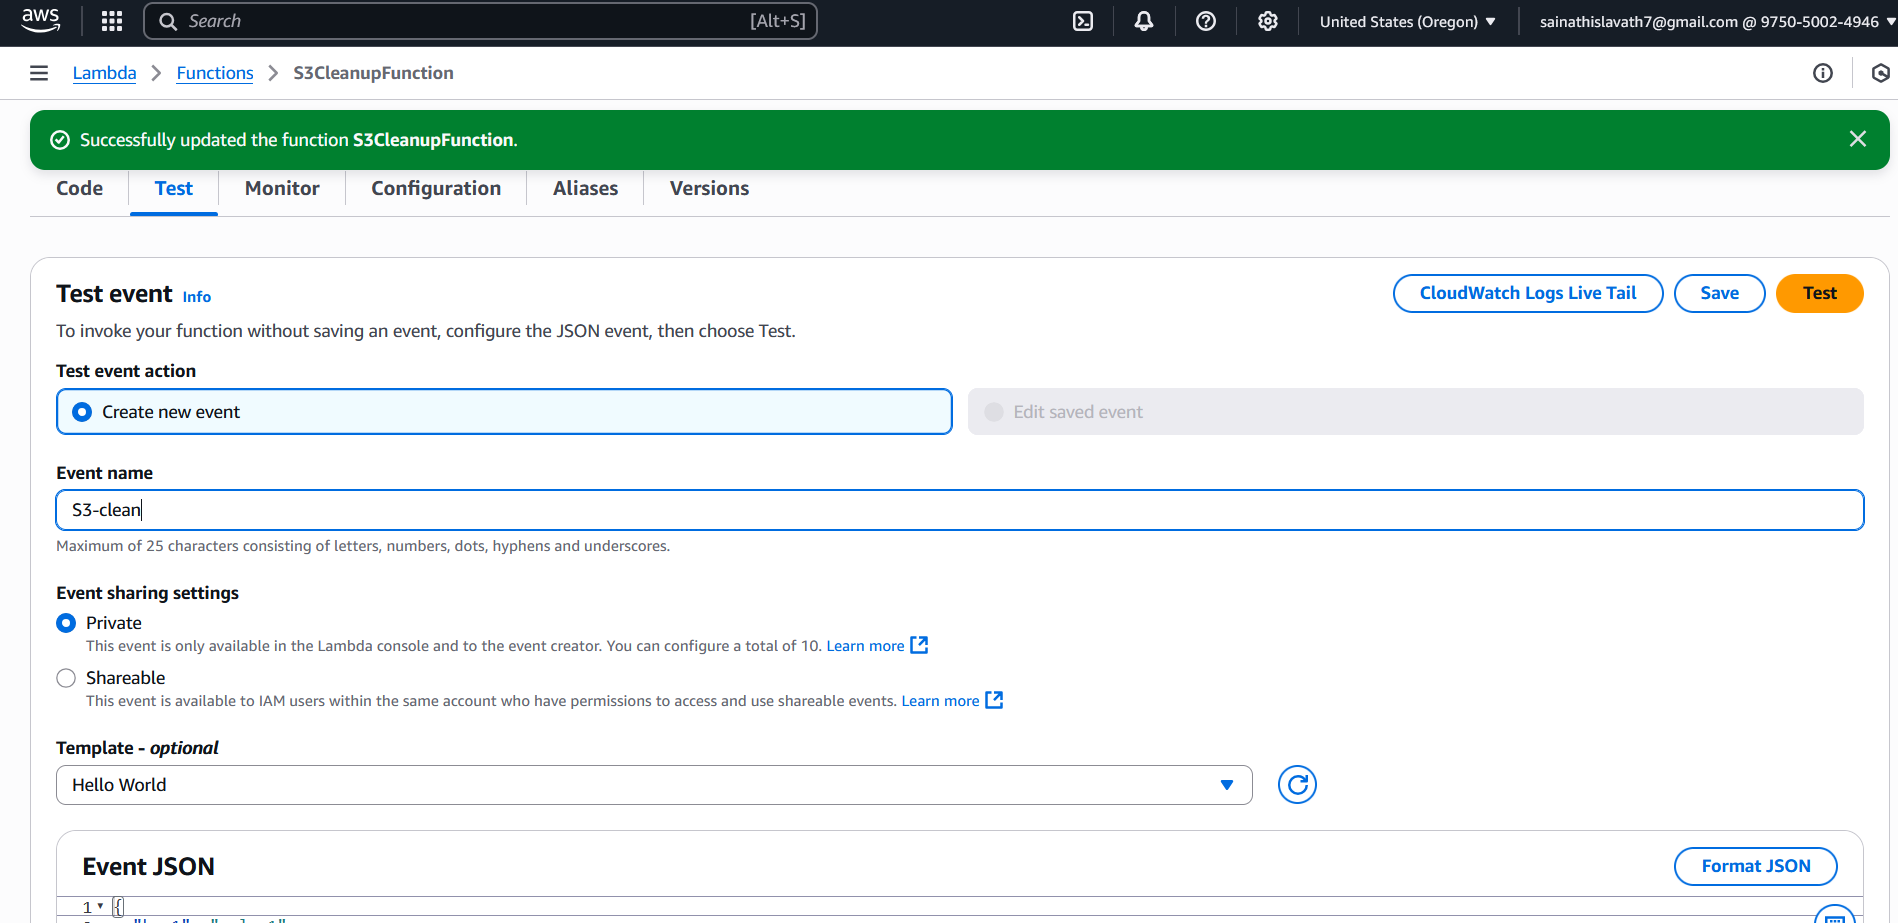 aws Search [Alt+S] United States (Oregon) sainathislavath7@gmail.com @ 9750-5002-4946
Lambda Functions S3CleanupFunction
Successfully updated the function S3CleanupFunction.
Code Test Monitor Configuration Aliases Versions
Test event Info CloudWatch Logs Live Tail Save Test
To invoke your function without saving an event, configure the JSON event, then choose Test.
Test event action
Create new event Edit saved event
Event name
S3-clean
Maximum of 25 characters consisting of letters, numbers, dots, hyphens and underscores.
Event sharing settings
Private
This event is only available in the Lambda console and to the event creator. You can configure a total of 10. Learn more
Shareable
This event is available to IAM users within the same account who have permissions to access and use shareable events. Learn more
Template - optional
Hello World
Event JSON Format JSON
1 {